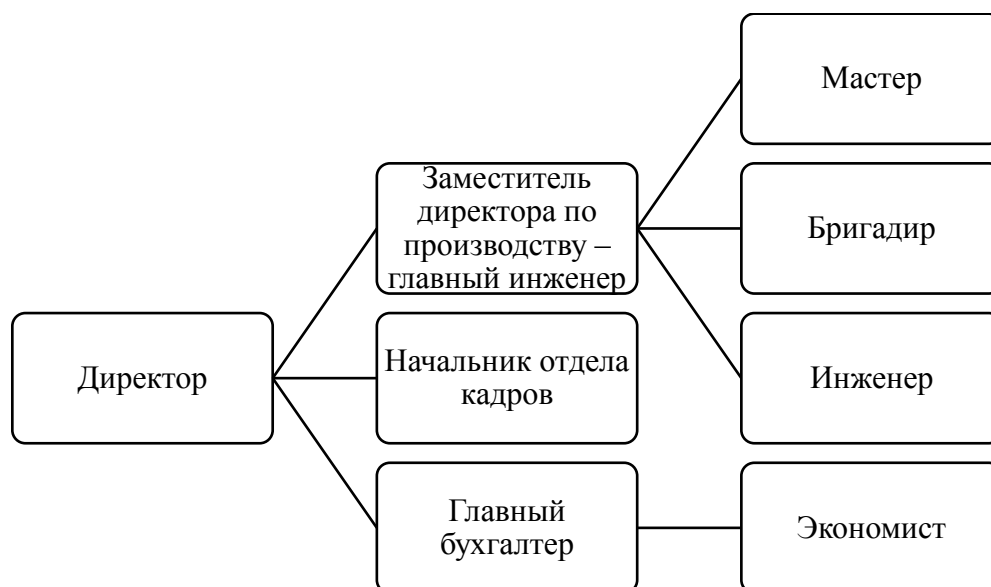 Директор
Заместитель
директора по
производству –
главный инженер
Начальник отдела
кадров
Главный
бухгалтер
Мастер
Бригадир
Инженер
Экономист